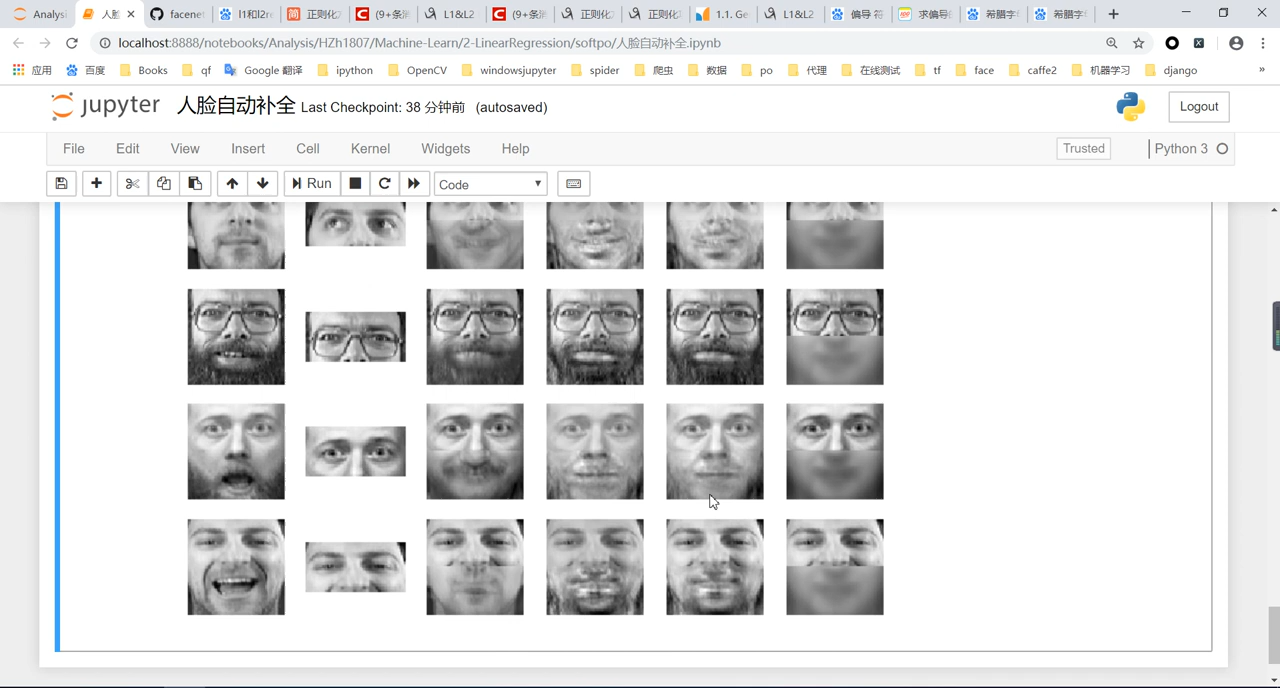 Analysi
人脸
facene
l1和l2re
正则化方
(9+条消
L1&L2
(9+条消
正则化
正则化
1.1. Ge
L1&L2
偏导 符
求偏导
希腊字
希腊字
localhost:8888/notebooks/Analysis/HZh1807/Machine-Learn/2-LinearRegression/softpo/人脸自动补全.ipynb
应用 百度 Books qf Google 翻译 ipython OpenCV windowsjupyter spider 爬虫 数据 po 代理 在线测试 tf face caffe2 机器学习 django »
jupyter 人脸自动补全 Last Checkpoint: 38 分钟前 (autosaved)
Logout
File Edit View Insert Cell Kernel Widgets Help
Trusted Python 3
Run Code